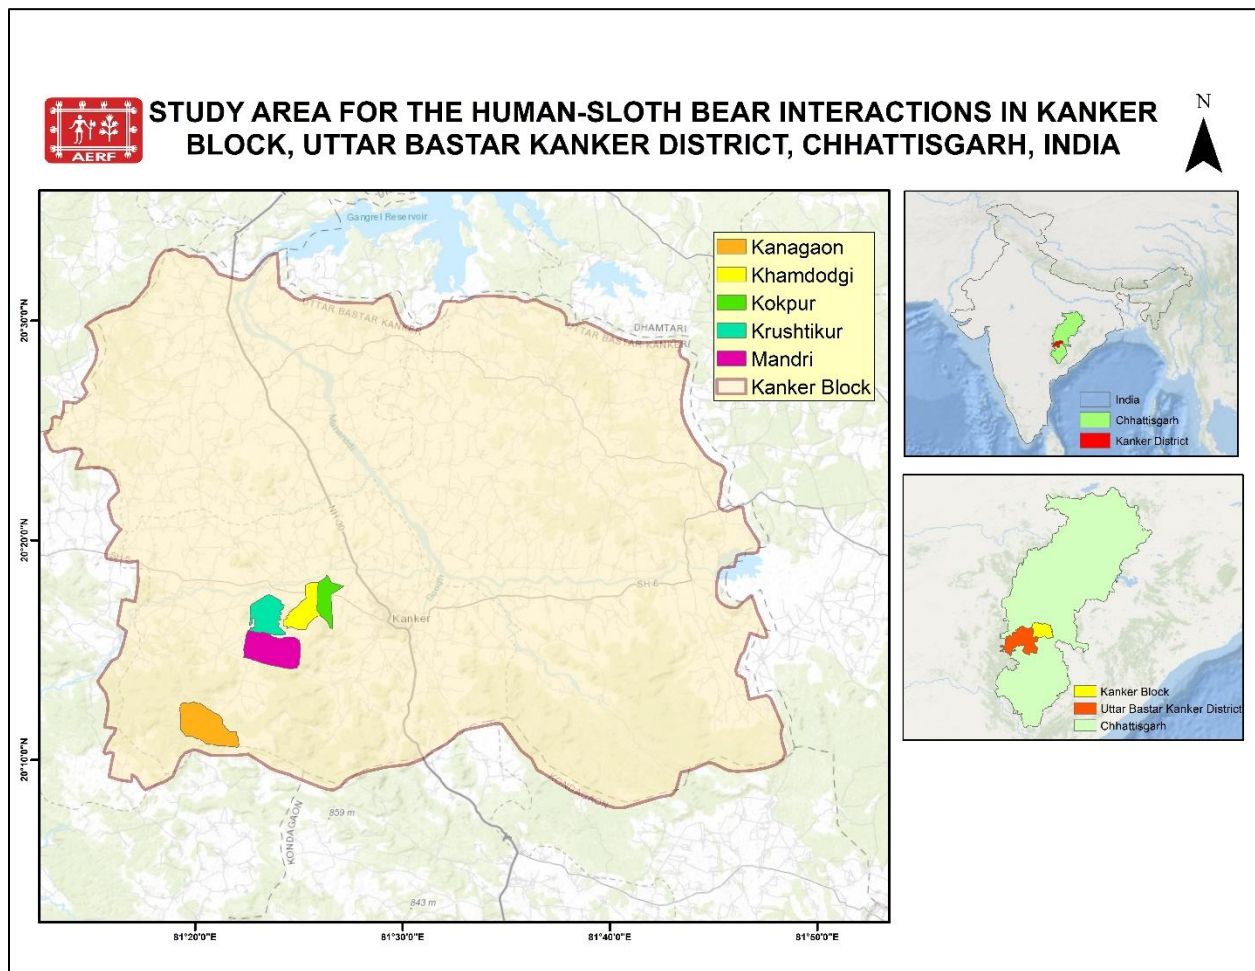 STUDY AREA FOR THE HUMAN-SLOTH BEAR INTERACTIONS IN KANKER
BLOCK, UTTAR BASTAR KANKER DISTRICT, CHHATTISGARH, INDIA
AERF
N
Gangrel Reservoir
Kanagaon
Khamdodgi
Kokpur
Krushtikur
Mandri
Kanker Block
UTTAR BASTAR KANKER
DHAMTARI
UTTAR BASTAR KANKER
NH-30
SH-6
Kanker
KONDAGAON
KONDAGAON
859 m
843 m
20°30'0"N
20°20'0"N
20°10'0"N
81°20'0"E
81°30'0"E
81°40'0"E
81°50'0"E
India
Chhattisgarh
Kanker District
Kanker Block
Uttar Bastar Kanker District
Chhattisgarh